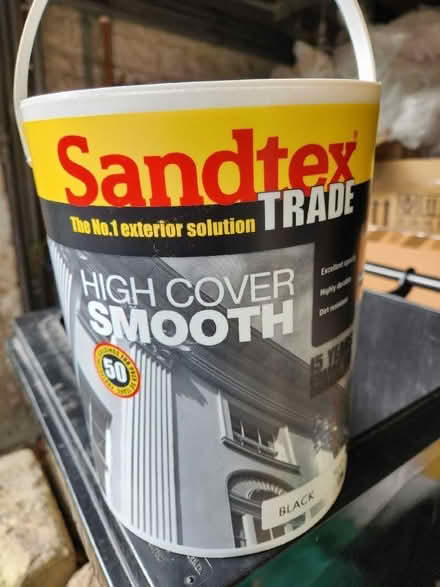 Sandtex
TRADE
The No.1 exterior solution
HIGH COVER
SMOOTH
Excellent opacity
Highly durable
Dirt resistant
15 YEARS
50
BLACK